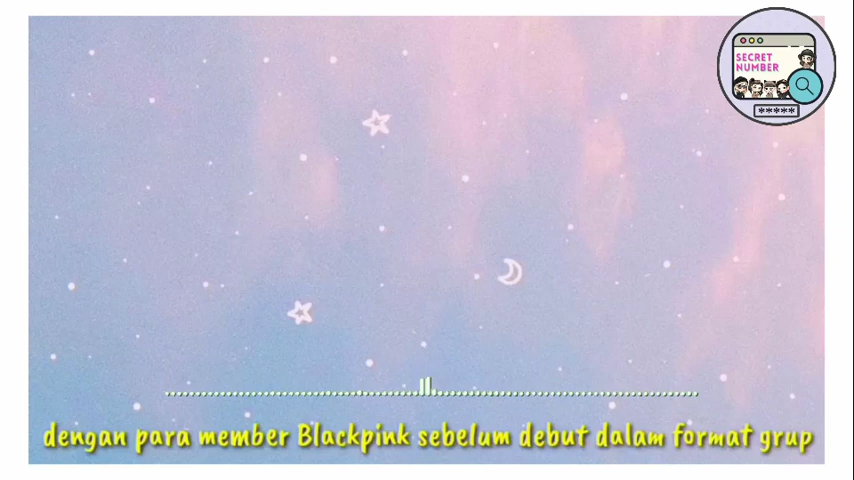 SECRET
NUMBER
*****
dengan para member Blackpink sebelum debut dalam format grup